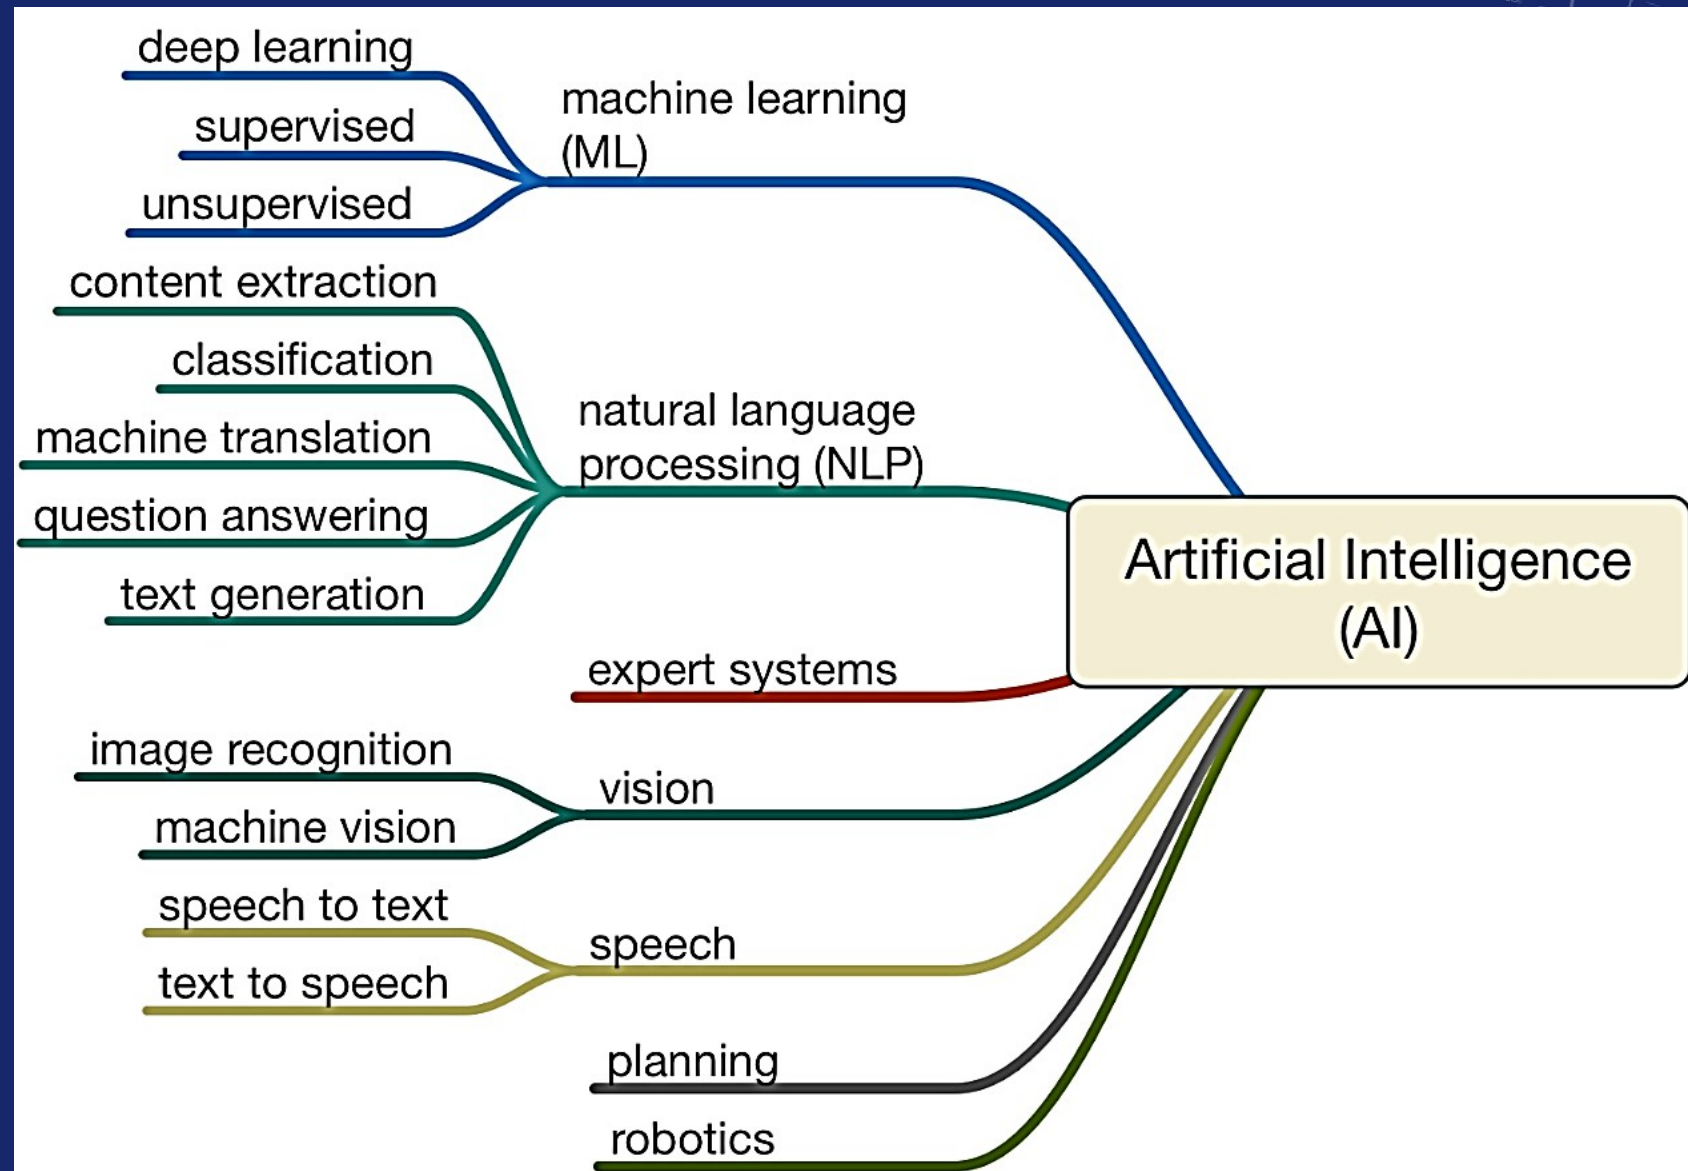 deep learning
supervised
unsupervised
machine learning
(ML)
content extraction
classification
machine translation
question answering
text generation
natural language
processing (NLP)
expert systems
image recognition
machine vision
vision
speech to text
text to speech
speech
planning
robotics
Artificial Intelligence
(AI)